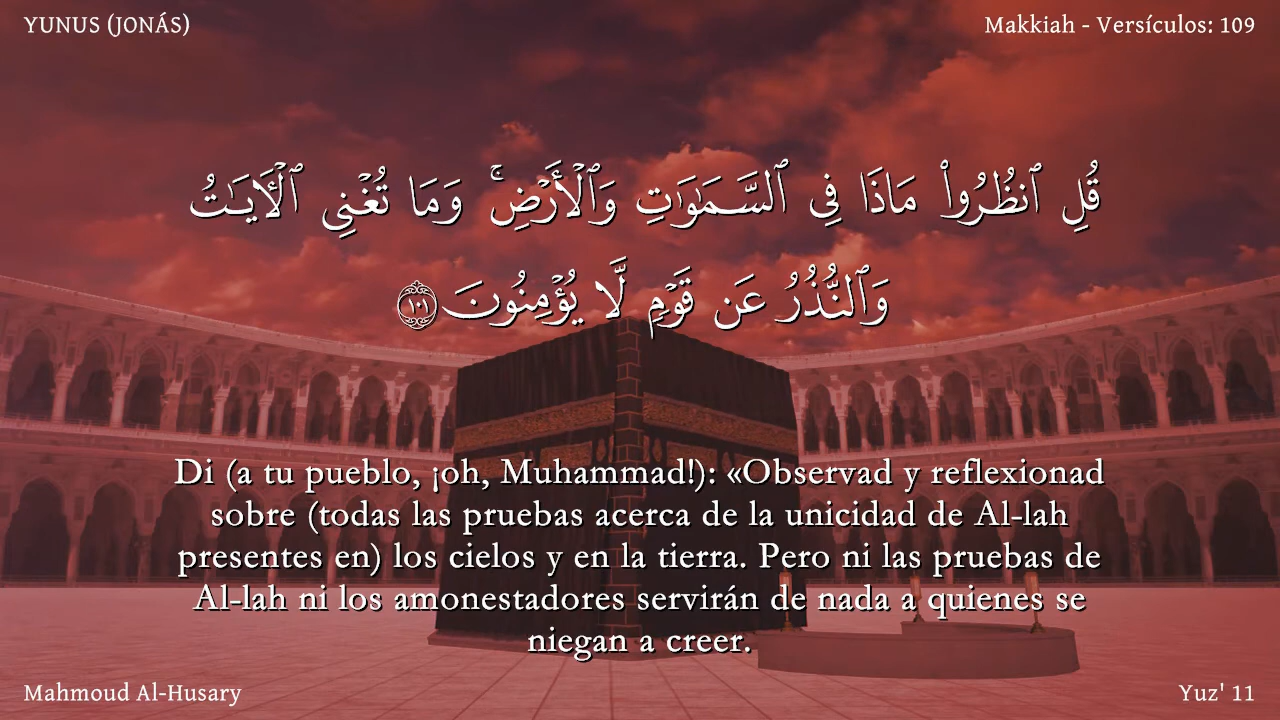 YUNUS (JONÁS)
Makkiah - Versículos: 109
قُلِ ٱنظُرُوا۟ مَاذَا فِى ٱلسَّمَـٰوَٰتِ وَٱلْأَرْضِ ۚ وَمَا تُغْنِى ٱلْـَٔايَـٰتُ
وَٱلنُّذُرُ عَن قَوْمٍ لَّا يُؤْمِنُونَ ١٠١
Di (a tu pueblo, ¡oh, Muhammad!): «Observad y reflexionad
sobre (todas las pruebas acerca de la unicidad de Al-lah
presentes en) los cielos y en la tierra. Pero ni las pruebas de
Al-lah ni los amonestadores servirán de nada a quienes se
niegan a creer.
Mahmoud Al-Husary
Yuz' 11